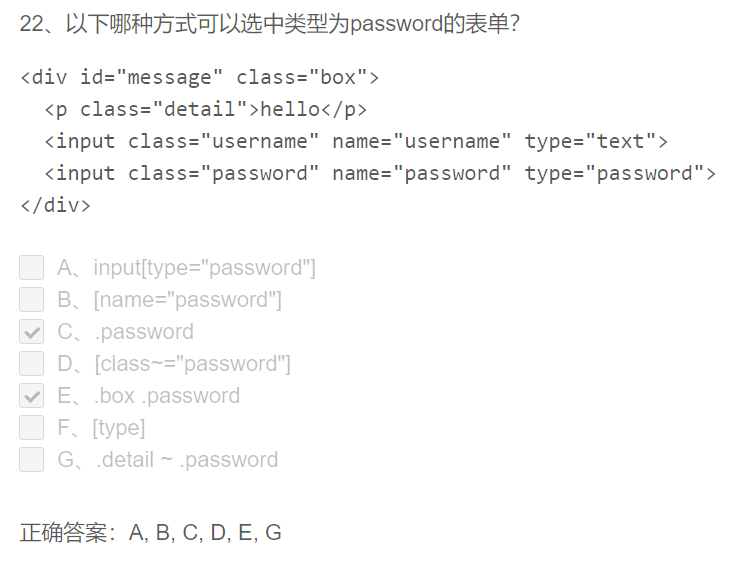 22、以下哪种方式可以选中类型为password的表单？
<div id="message" class="box">
  <p class="detail">hello</p>
  <input class="username" name="username" type="text">
  <input class="password" name="password" type="password">
</div>
A、input[type="password"]
B、[name="password"]
C、.password
D、[class~="password"]
E、.box .password
F、[type]
G、.detail ~ .password
正确答案：A, B, C, D, E, G